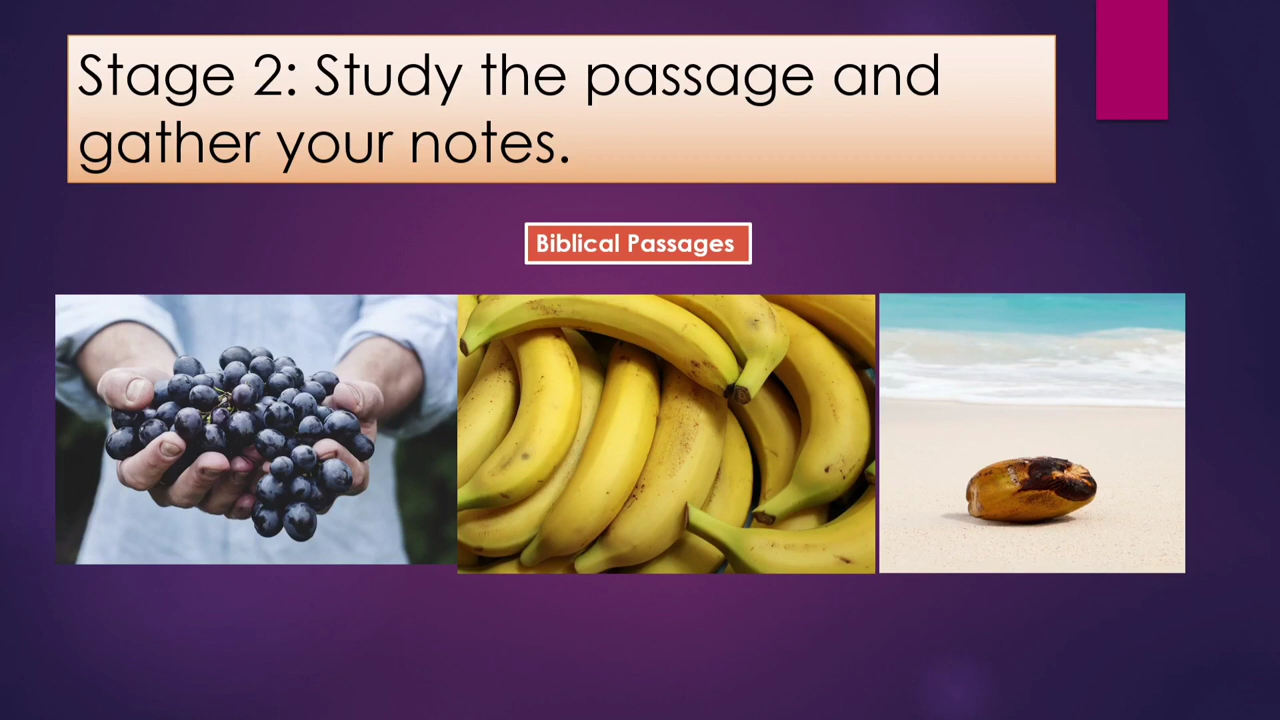 Stage 2: Study the passage and
gather your notes.
Biblical Passages